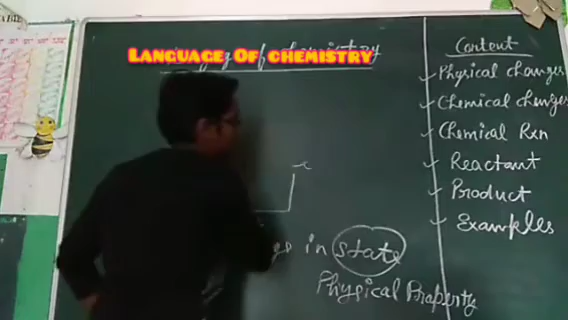 LANGUAGE OF CHEMISTRY
Content
Physical changes
Chemical changes
Chemical Rxn
Reactant
Product
Examples
in state
Physical Property